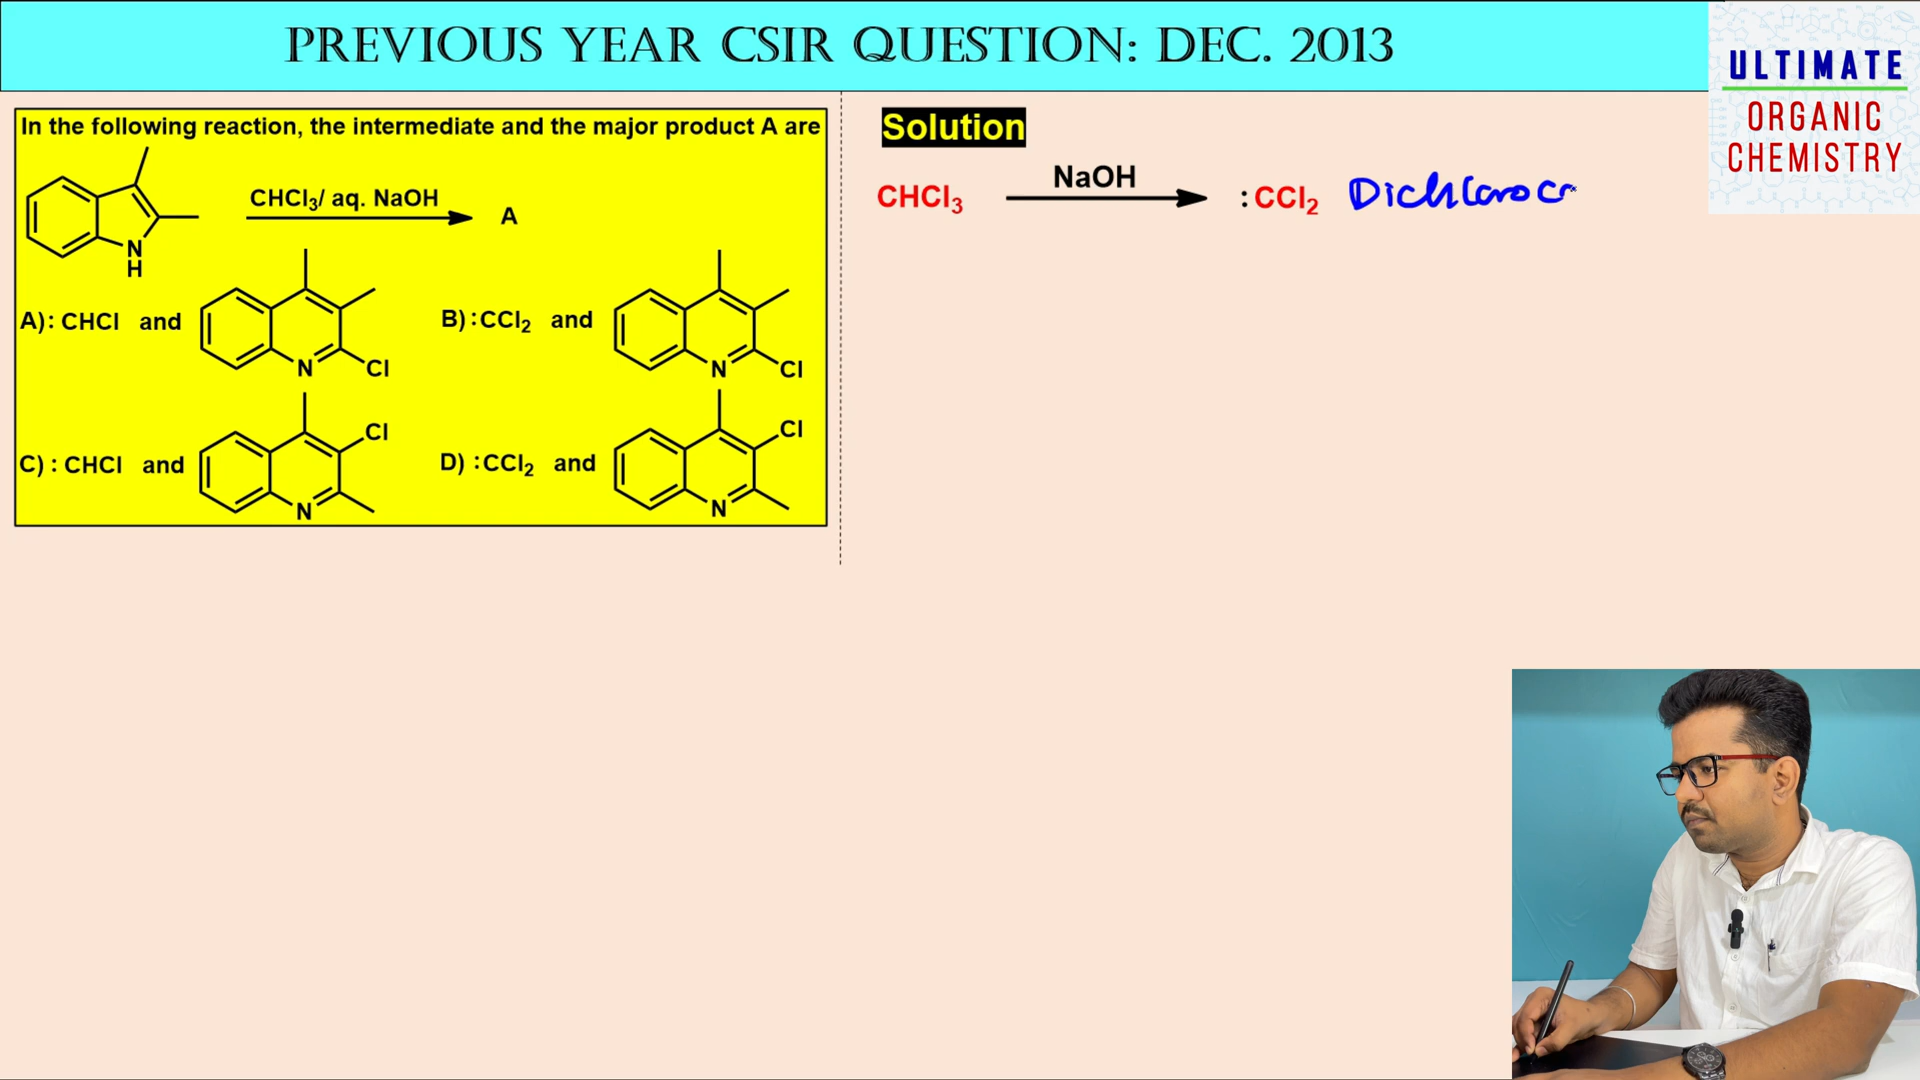 PREVIOUS YEAR CSIR QUESTION: DEC. 2013
ULTIMATE
ORGANIC
CHEMISTRY
In the following reaction, the intermediate and the major product A are
CHCl3/ aq. NaOH
A
N
H
A): CHCl and
N
Cl
B) :CCl2 and
N
Cl
C) : CHCl and
Cl
N
D) :CCl2 and
Cl
N
Solution
CHCl3
NaOH
:CCl2 Dichloroca